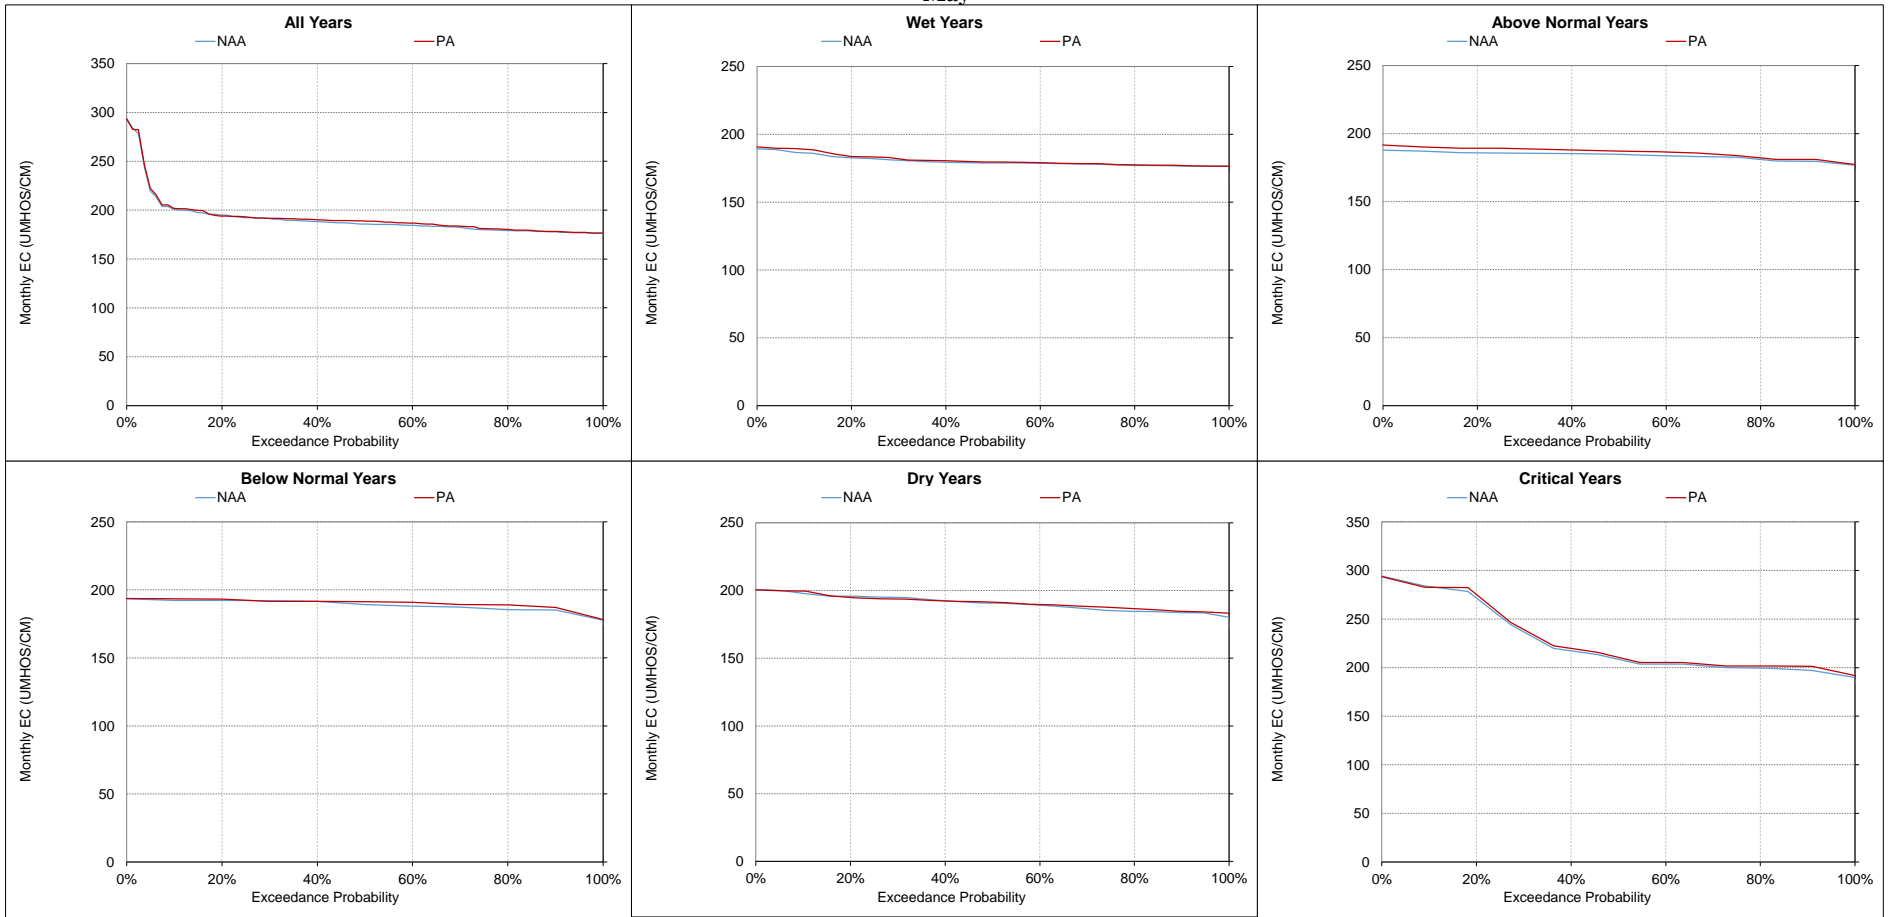 All Years
NAA PA
350
300
250
200
150
100
50
0
Monthly EC (UMHOS/CM)
0% 20% 40% 60% 80% 100%
Exceedance Probability
Wet Years
NAA PA
250
200
150
100
50
0
Monthly EC (UMHOS/CM)
0% 20% 40% 60% 80% 100%
Exceedance Probability
Above Normal Years
NAA PA
250
200
150
100
50
0
Monthly EC (UMHOS/CM)
0% 20% 40% 60% 80% 100%
Exceedance Probability
Below Normal Years
NAA PA
250
200
150
100
50
0
Monthly EC (UMHOS/CM)
0% 20% 40% 60% 80% 100%
Exceedance Probability
Dry Years
NAA PA
250
200
150
100
50
0
Monthly EC (UMHOS/CM)
0% 20% 40% 60% 80% 100%
Exceedance Probability
Critical Years
NAA PA
350
300
250
200
150
100
50
0
Monthly EC (UMHOS/CM)
0% 20% 40% 60% 80% 100%
Exceedance Probability